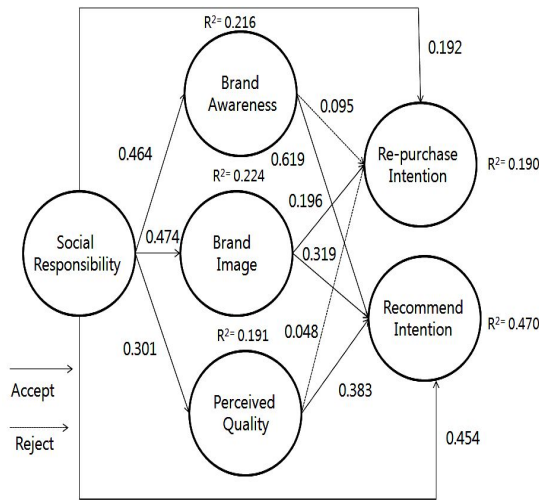 R²= 0.216
Brand
Awareness
0.192
0.095
Re-purchase
Intention
R²= 0.190
0.464
0.619
R²= 0.224
0.196
Social
Responsibility
0.474
Brand
Image
0.319
Recommend
Intention
R²= 0.470
R²= 0.191
0.048
0.301
0.383
Perceived
Quality
Accept
Reject
0.454